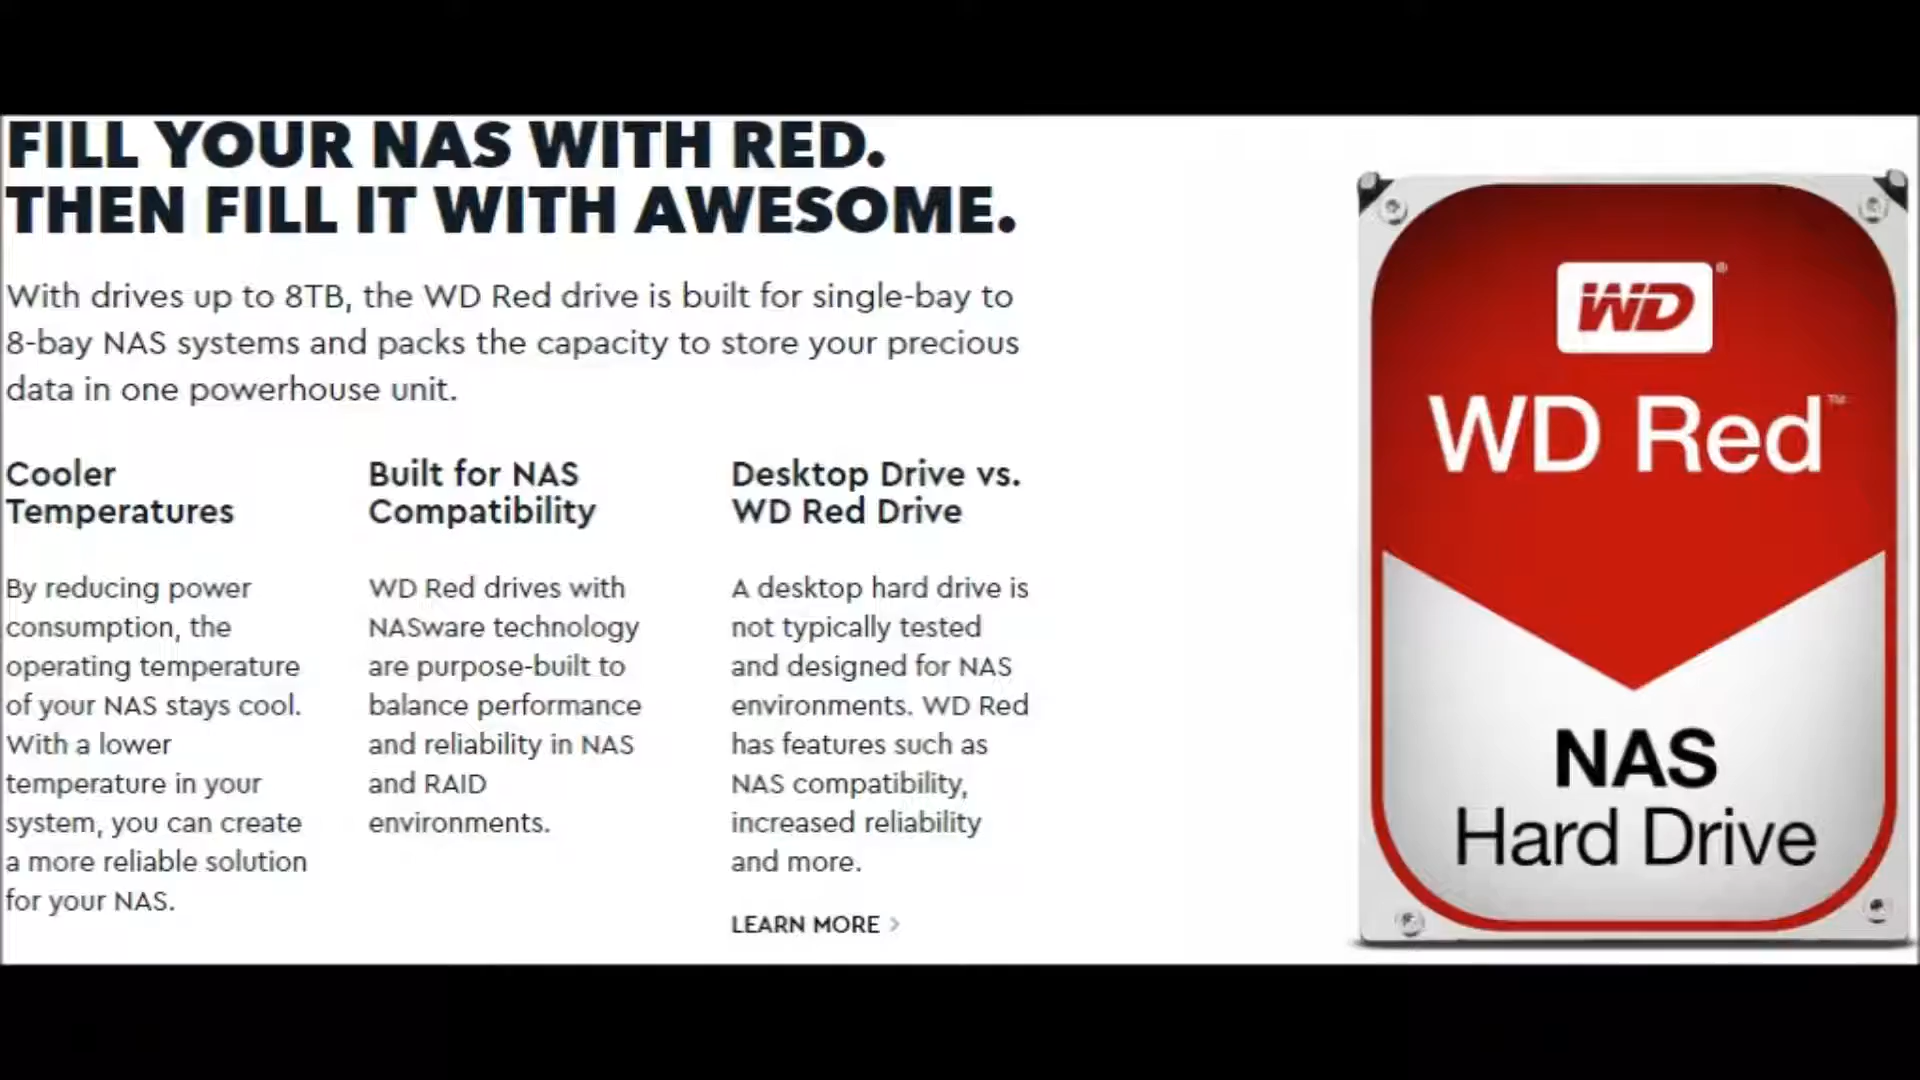 FILL YOUR NAS WITH RED.
THEN FILL IT WITH AWESOME.
With drives up to 8TB, the WD Red drive is built for single-bay to
8-bay NAS systems and packs the capacity to store your precious
data in one powerhouse unit.
Cooler
Temperatures
By reducing power
consumption, the
operating temperature
of your NAS stays cool.
With a lower
temperature in your
system, you can create
a more reliable solution
for your NAS.
Built for NAS
Compatibility
WD Red drives with
NASware technology
are purpose-built to
balance performance
and reliability in NAS
and RAID
environments.
Desktop Drive vs.
WD Red Drive
A desktop hard drive is
not typically tested
and designed for NAS
environments. WD Red
has features such as
NAS compatibility,
increased reliability
and more.
LEARN MORE >
WD®
WD Red™
NAS
Hard Drive